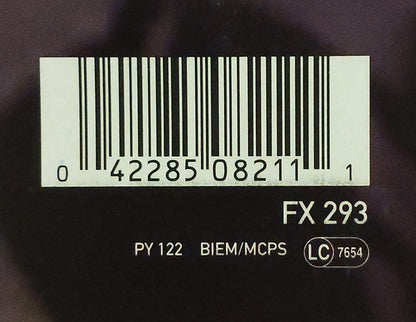 0 42285 08211 1
FX 293
PY 122 BIEM/MCPS LC 7654